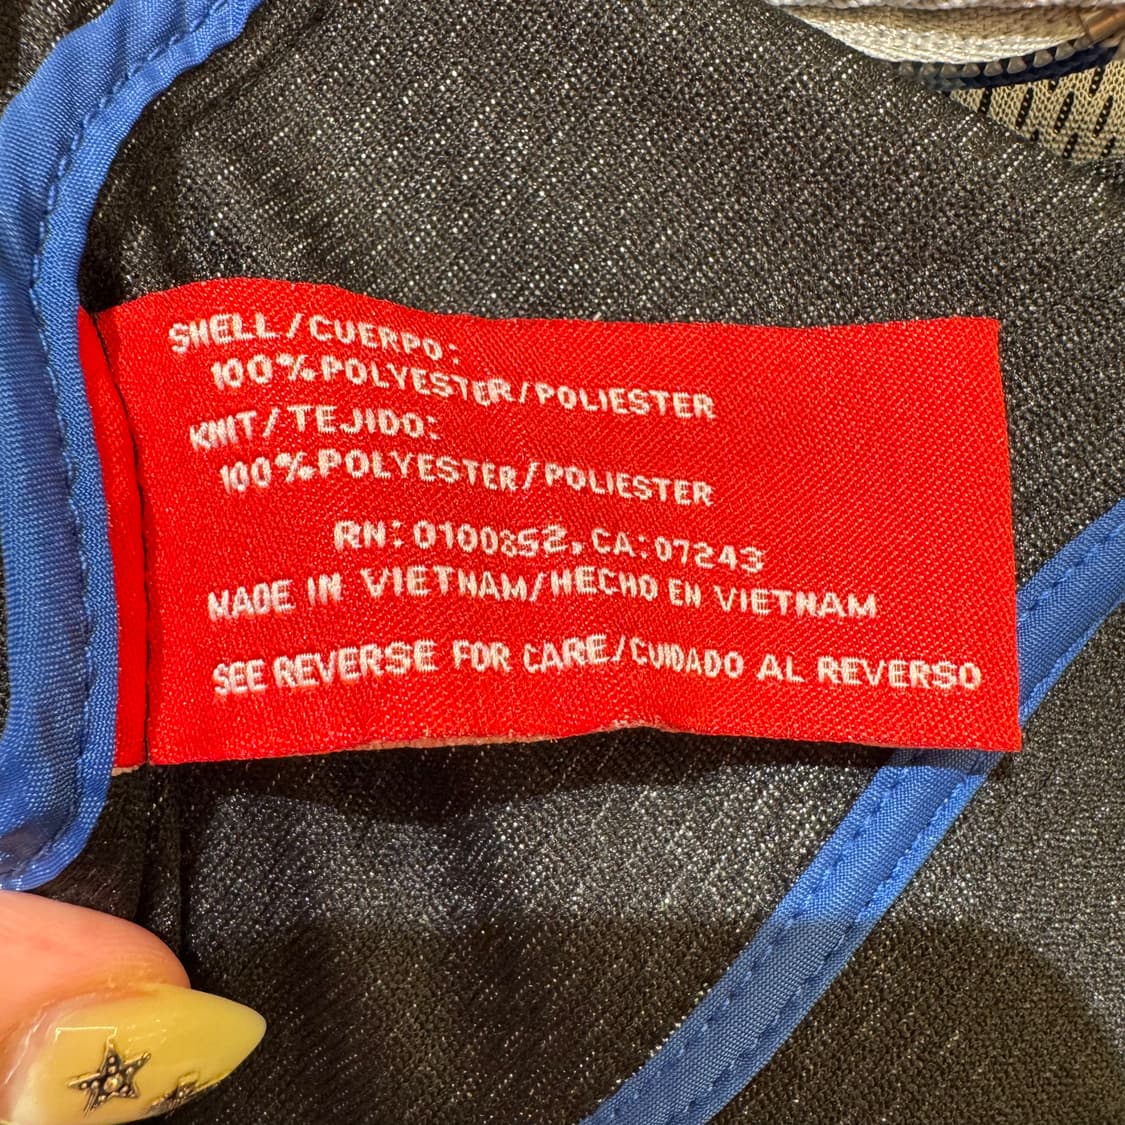 SHELL/CUERPO:
100%POLYESTER/POLIESTER
KNIT/TEJIDO:
100%POLYESTER/POLIESTER
RN:0100852,CA:07243
MADE IN VIETNAM/HECHO EN VIETNAM
SEE REVERSE FOR CARE/CUIDADO AL REVERSO